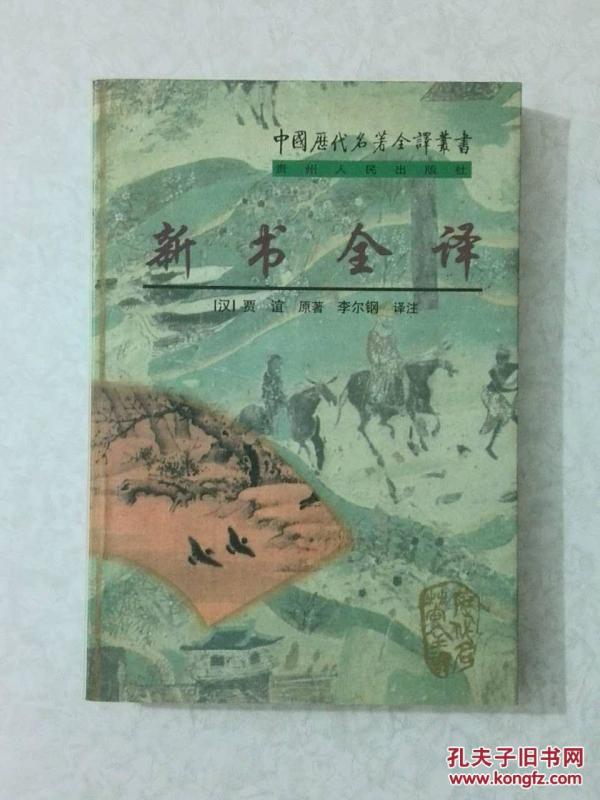 中國歷代名著全譯叢書
贵州人民出版社
新书全译
[汉] 贾谊 原著 李尔钢 译注
孔夫子旧书网
www.kongfz.com